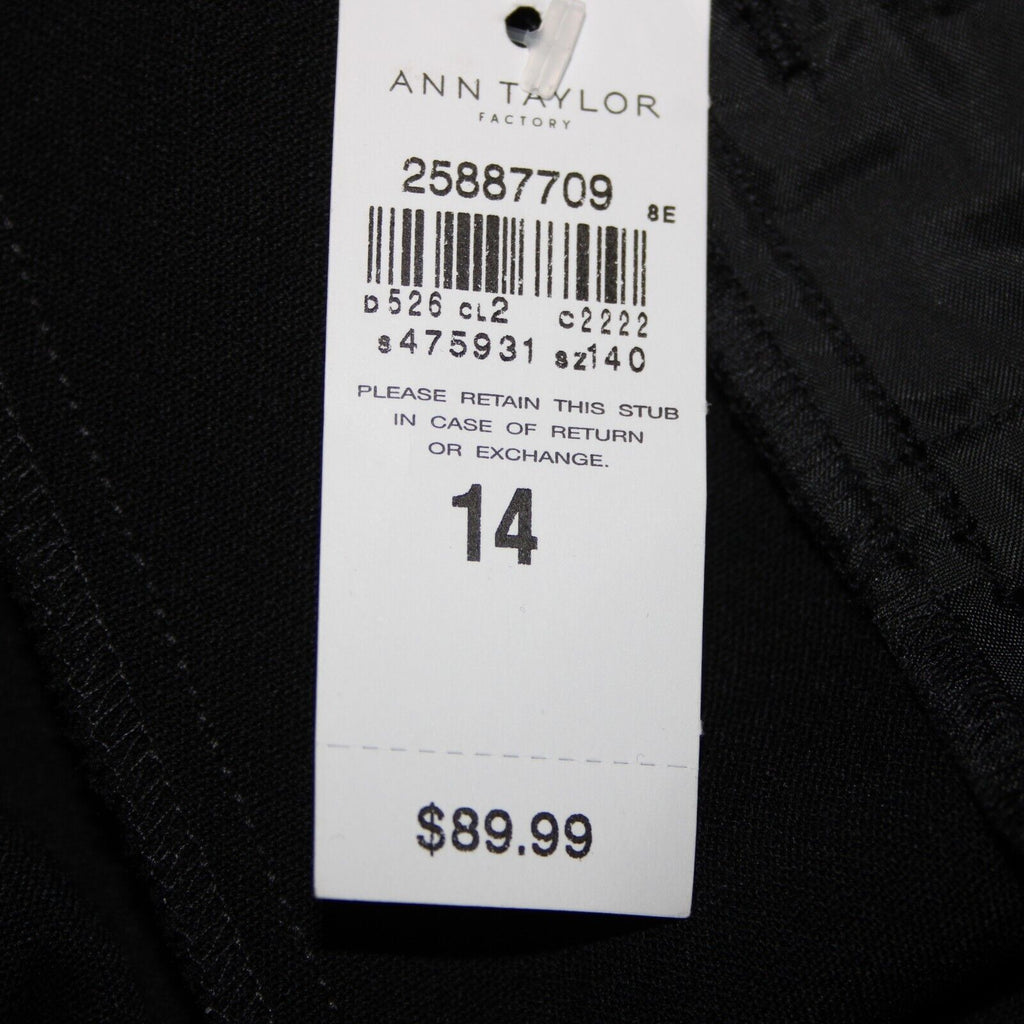 ANN TAYLOR
FACTORY
25887709 8E
D526 CL2 C2222
S475931 SZ140
PLEASE RETAIN THIS STUB
IN CASE OF RETURN
OR EXCHANGE.
14
$89.99